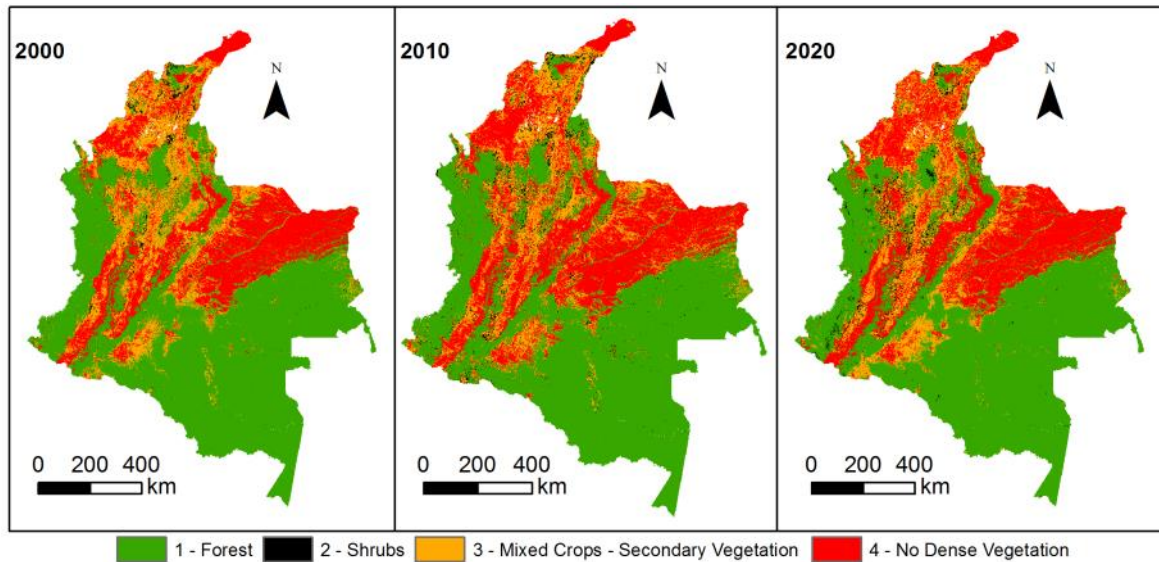 2000
N
0 200 400
km
2010
N
0 200 400
km
2020
N
0 200 400
km
1 - Forest 2 - Shrubs 3 - Mixed Crops - Secondary Vegetation 4 - No Dense Vegetation